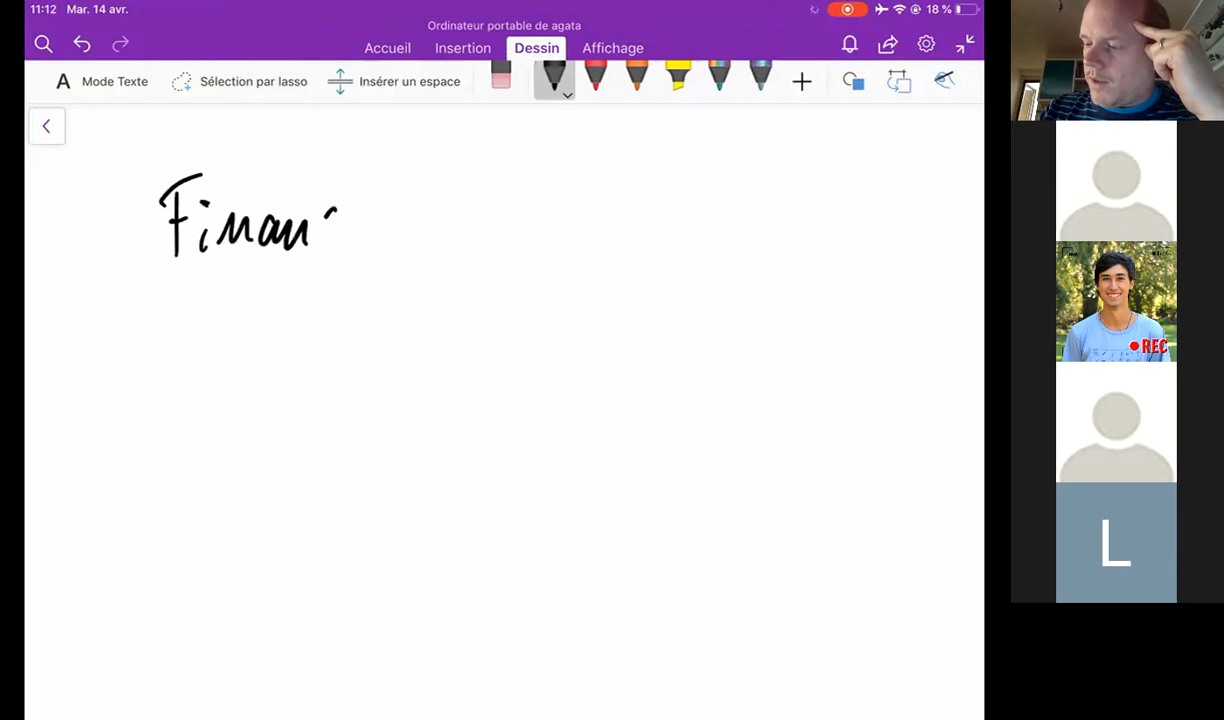 11:12 Mar. 14 avr. 18 %
Ordinateur portable de agata
Accueil Insertion Dessin Affichage
A Mode Texte Sélection par lasso Insérer un espace
Finan
REC
L